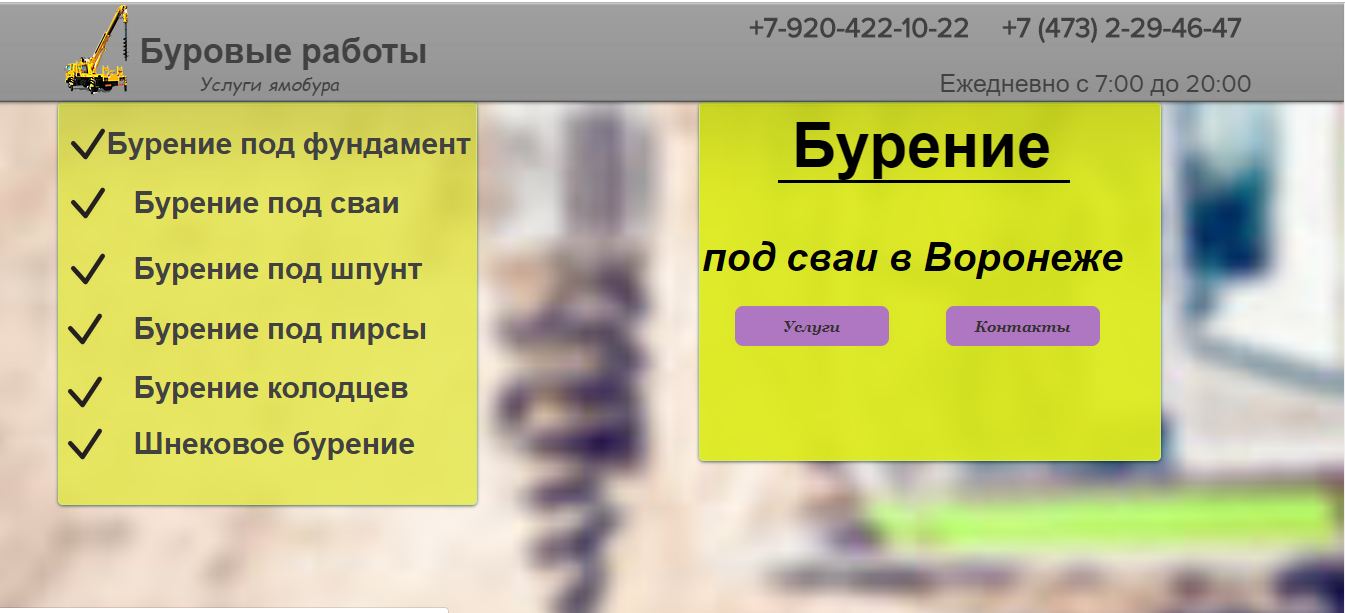 +7-920-422-10-22 +7 (473) 2-29-46-47
Буровые работы
Услуги ямобура
Ежедневно с 7:00 до 20:00
Бурение под фундамент
Бурение под сваи
Бурение под шпунт
Бурение под пирсы
Бурение колодцев
Шнековое бурение
Бурение
под сваи в Воронеже
Услуги
Контакты